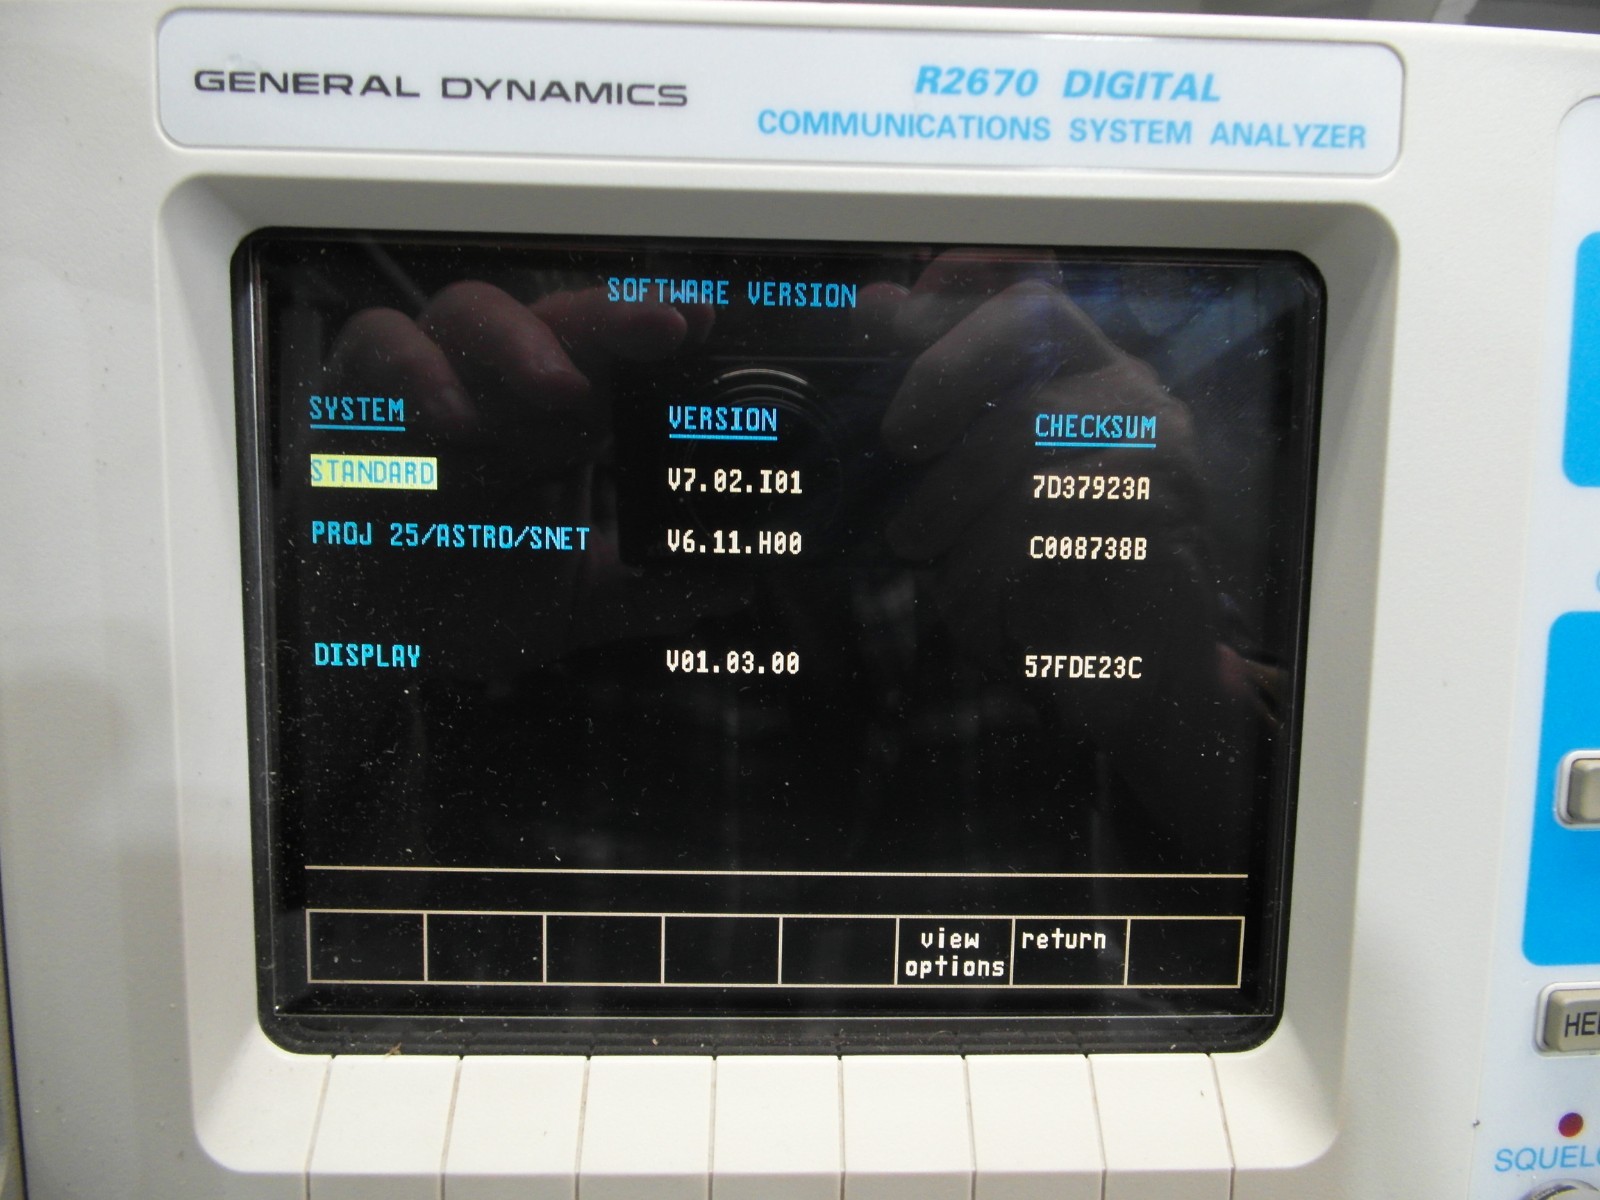 GENERAL DYNAMICS
R2670 DIGITAL
COMMUNICATIONS SYSTEM ANALYZER
SOFTWARE VERSION
SYSTEM VERSION CHECKSUM
STANDARD V7.02.I01 7D37923A
PROJ 25/ASTRO/SNET V6.11.H00 C008738B
DISPLAY V01.03.00 57FDE23C
view options
return